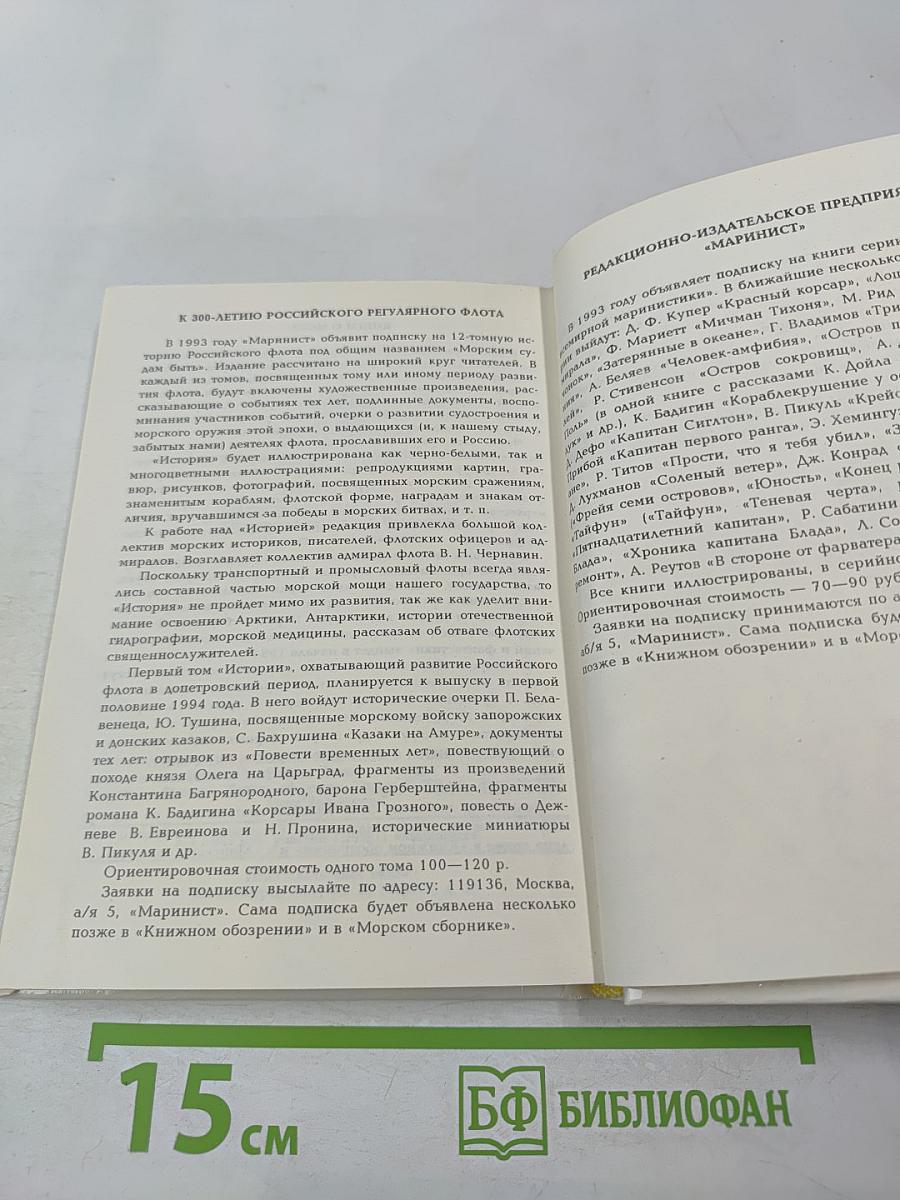 К 300-ЛЕТИЮ РОССИЙСКОГО РЕГУЛЯРНОГО ФЛОТА
В 1993 году «Маринист» объявит подписку на 12-томную ис-
торию Российского флота под общим названием «Морским су-
дам быть». Издание рассчитано на широкий круг читателей. В
каждый из томов, посвященных тому или иному периоду разви-
тия флота, будут включены художественные произведения, рас-
сказывающие о событиях тех лет, подлинные документы, воспо-
минания участников событий, очерки о развитии судостроения и
морского оружия этой эпохи, о выдающихся (и, к нашему стыду,
забытых нами) деятелях флота, прославивших его и Россию.
«История» будет иллюстрирована как черно-белыми, так и
многоцветными иллюстрациями: репродукциями картин, гра-
вюр, рисунков, фотографий, посвященных морским сражениям,
знаменитым кораблям, флотской форме, наградам и знакам от-
личия, вручавшимся за победы в морских битвах, и т. п.
К работе над «Историей» редакция привлекла большой кол-
лектив морских историков, писателей, флотских офицеров и ад-
миралов. Возглавляет коллектив адмирал флота В. Н. Чернавин.
Поскольку транспортный и промысловый флоты всегда явля-
лись составной частью морской мощи нашего государства, то
«История» не пройдет мимо их развития, так же как уделит вни-
мание освоению Арктики, Антарктики, истории отечественной
гидрографии, морской медицины, рассказам об отваге флотских
священнослужителей.
Первый том «Истории», охватывающий развитие Российского
флота в допетровский период, планируется к выпуску в первой
половине 1994 года. В него войдут исторические очерки П. Бела-
венеца, Ю. Тушина, посвященные морскому войску запорожских
и донских казаков, С. Бахрушина «Казаки на Амуре», документы
тех лет: отрывок из «Повести временных лет», повествующий о
походе князя Олега на Царьград, фрагменты из произведений
Константина Багрянородного, барона Герберштейна, фрагменты
романа К. Бадигина «Корсары Ивана Грозного», повесть о Деж-
неве В. Евреинова и Н. Пронина, исторические миниатюры
В. Пикуля и др.
Ориентировочная стоимость одного тома 100—120 р.
Заявки на подписку высылайте по адресу: 119136, Москва,
а/я 5, «Маринист». Сама подписка будет объявлена несколько
позже в «Книжном обозрении» и в «Морском сборнике».
РЕДАКЦИОННО-ИЗДАТЕЛЬСКОЕ ПРЕДПРИЯ
«МАРИНИСТ»
В 1993 году объявляет подписку на книги серии
семирной маринистики». В ближайшие несколько
ии выйдут: Д. Ф. Купер «Красный корсар», «Лоц
мирала», Ф. Мариетт «Мичман Тихоня», М. Рид
онок», «Затерянные в океане», Г. Владимов «Три
ния», А. Беляев «Человек-амфибия», «Остров п
лей», Р. Стивенсон «Остров сокровищ», А.
Поль» (в одной книге с рассказами К. Дойла
лук» и др.), К. Бадигин «Кораблекрушение у о
Д. Дефо «Капитан Сиглтон», В. Пикуль «Крейс
Прибой «Капитан первого ранга», Э. Хемингуэ
ане», Р. Титов «Прости, что я тебя убил», «З
Д. Лухманов «Соленый ветер», Дж. Конрад «
(«Фрейя семи островов», «Юность», «Конец р
«Тайфун» («Тайфун», «Теневая черта»,
«Пятнадцатилетний капитан», Р. Сабатини
Блада», «Хроника капитана Блада», Л. Со
ремонт», А. Реутов «В стороне от фарватера
Все книги иллюстрированы, в серийно
Ориентировочная стоимость — 70—90 руб
Заявки на подписку принимаются по а
аб/я 5, «Маринист». Сама подписка буд
позже в «Книжном обозрении» и в «Морс
15 см
БФ БИБЛИОФАН